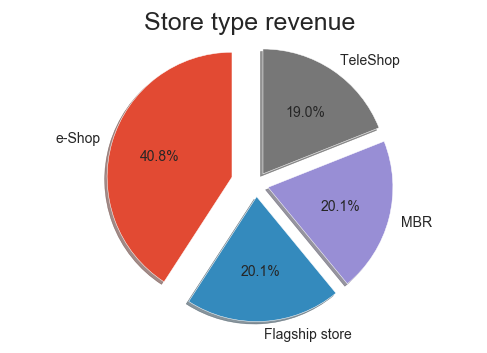 Store type revenue
TeleShop
19.0%
e-Shop
40.8%
20.1%
MBR
20.1%
Flagship store